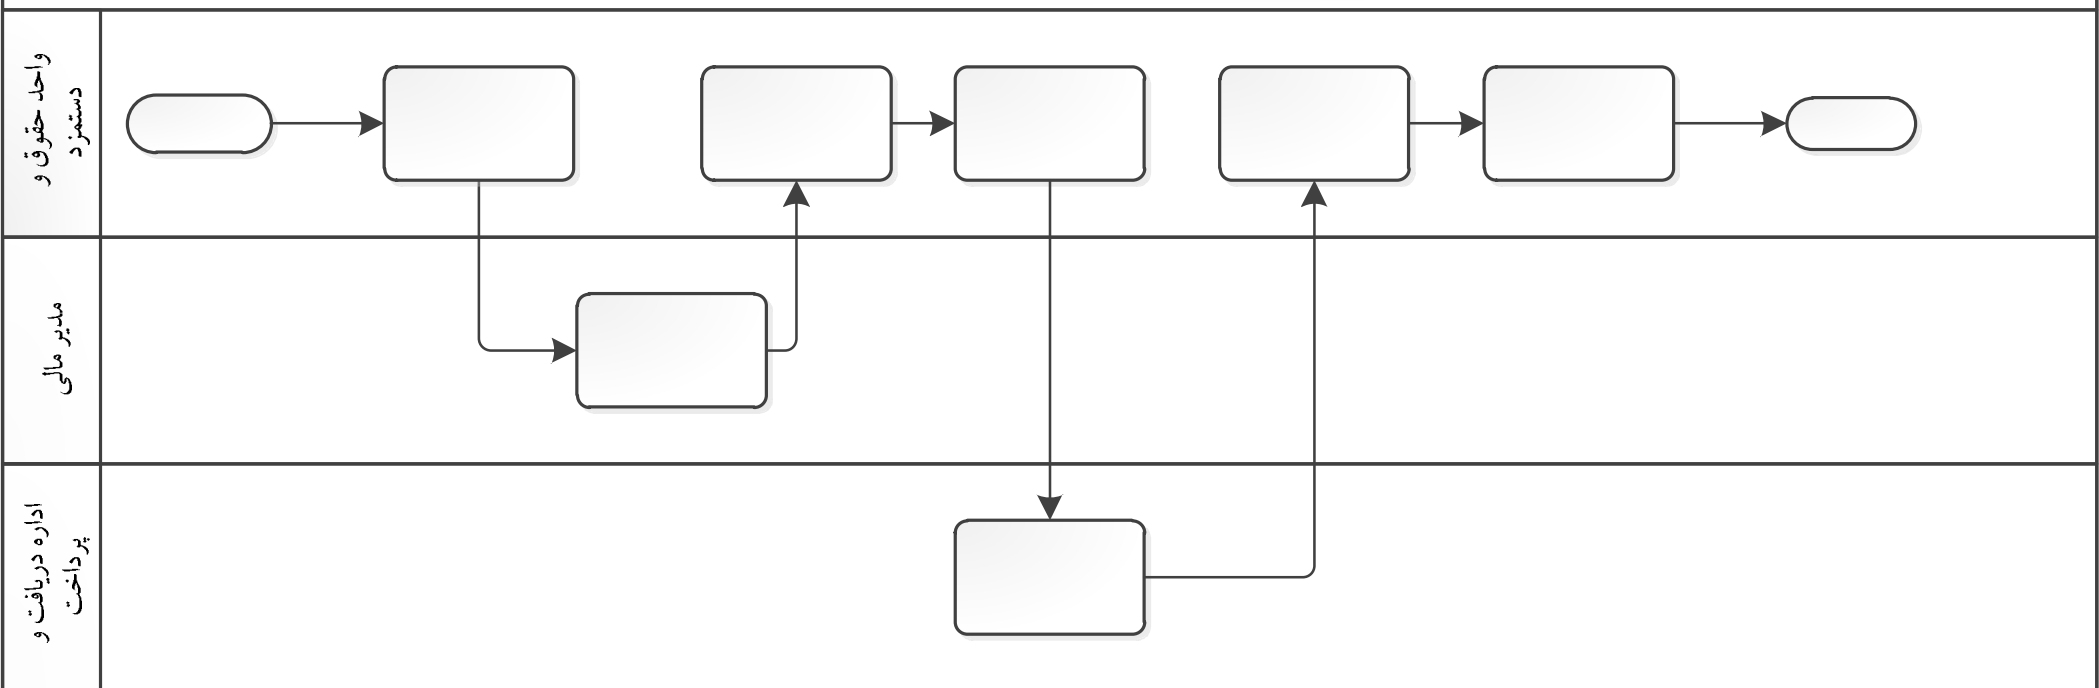 واحد حقوق و
دستمزد
مدیر مالی
اداره دریافت و
پرداخت